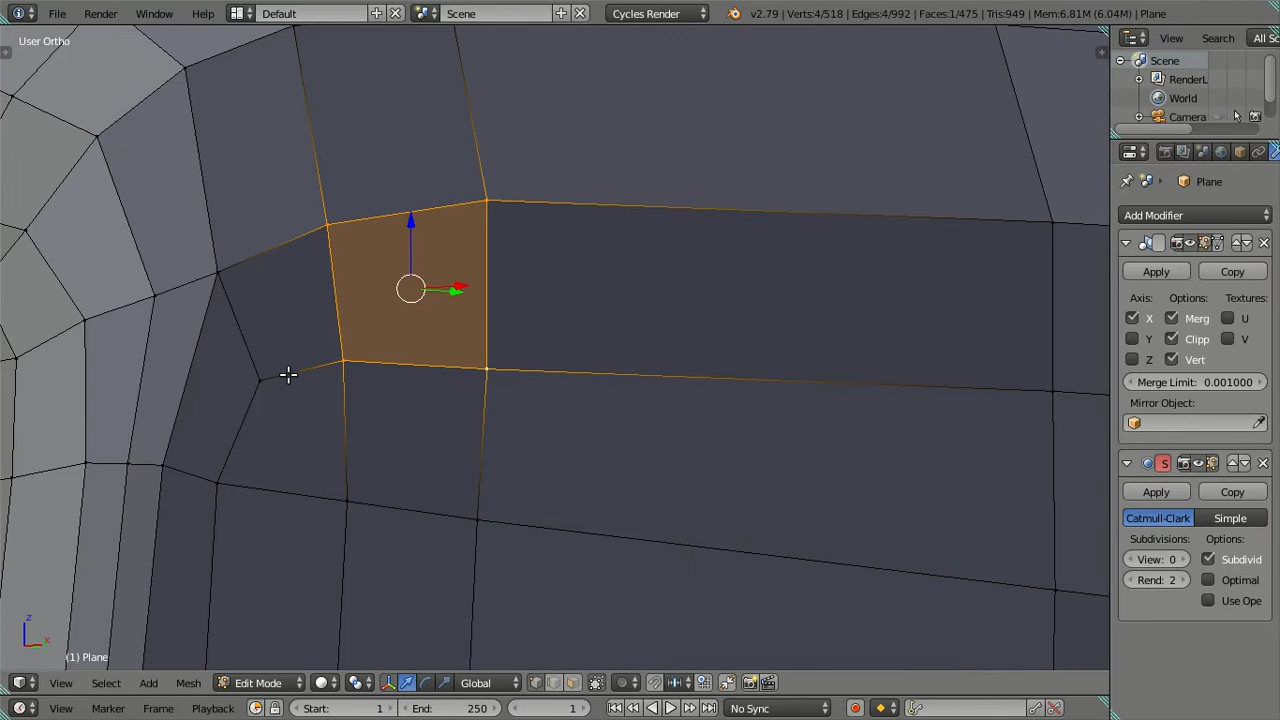 File Render Window Help Default Scene Cycles Render v2.79 | Verts:4/518 | Edges:4/992 | Faces:1/475 | Tris:949 | Mem:6.81M (6.04M) | Plane
User Ortho
View Search All Sc
Scene
RenderL
World
Camera
Plane
Add Modifier
Apply Copy
Axis: Options: Textures:
X Merg U
Y Clipp V
Z Vert
Merge Limit: 0.001000
Mirror Object:
S
Apply Copy
Catmull-Clark Simple
Subdivisions: Options:
View: 0 Subdivid
Rend: 2 Optimal
Use Ope
z
x
(1) Plane
View Select Add Mesh Edit Mode Global
View Marker Frame Playback Start: 1 End: 250 1 No Sync